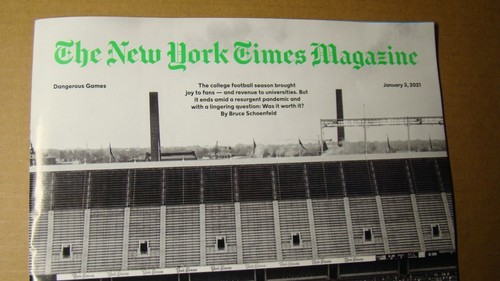 The New York Times Magazine
Dangerous Games
The college football season brought
joy to fans — and revenue to universities. But
it ends amid a resurgent pandemic and
with a lingering question: Was it worth it?
By Bruce Schoenfeld
January 3, 2021